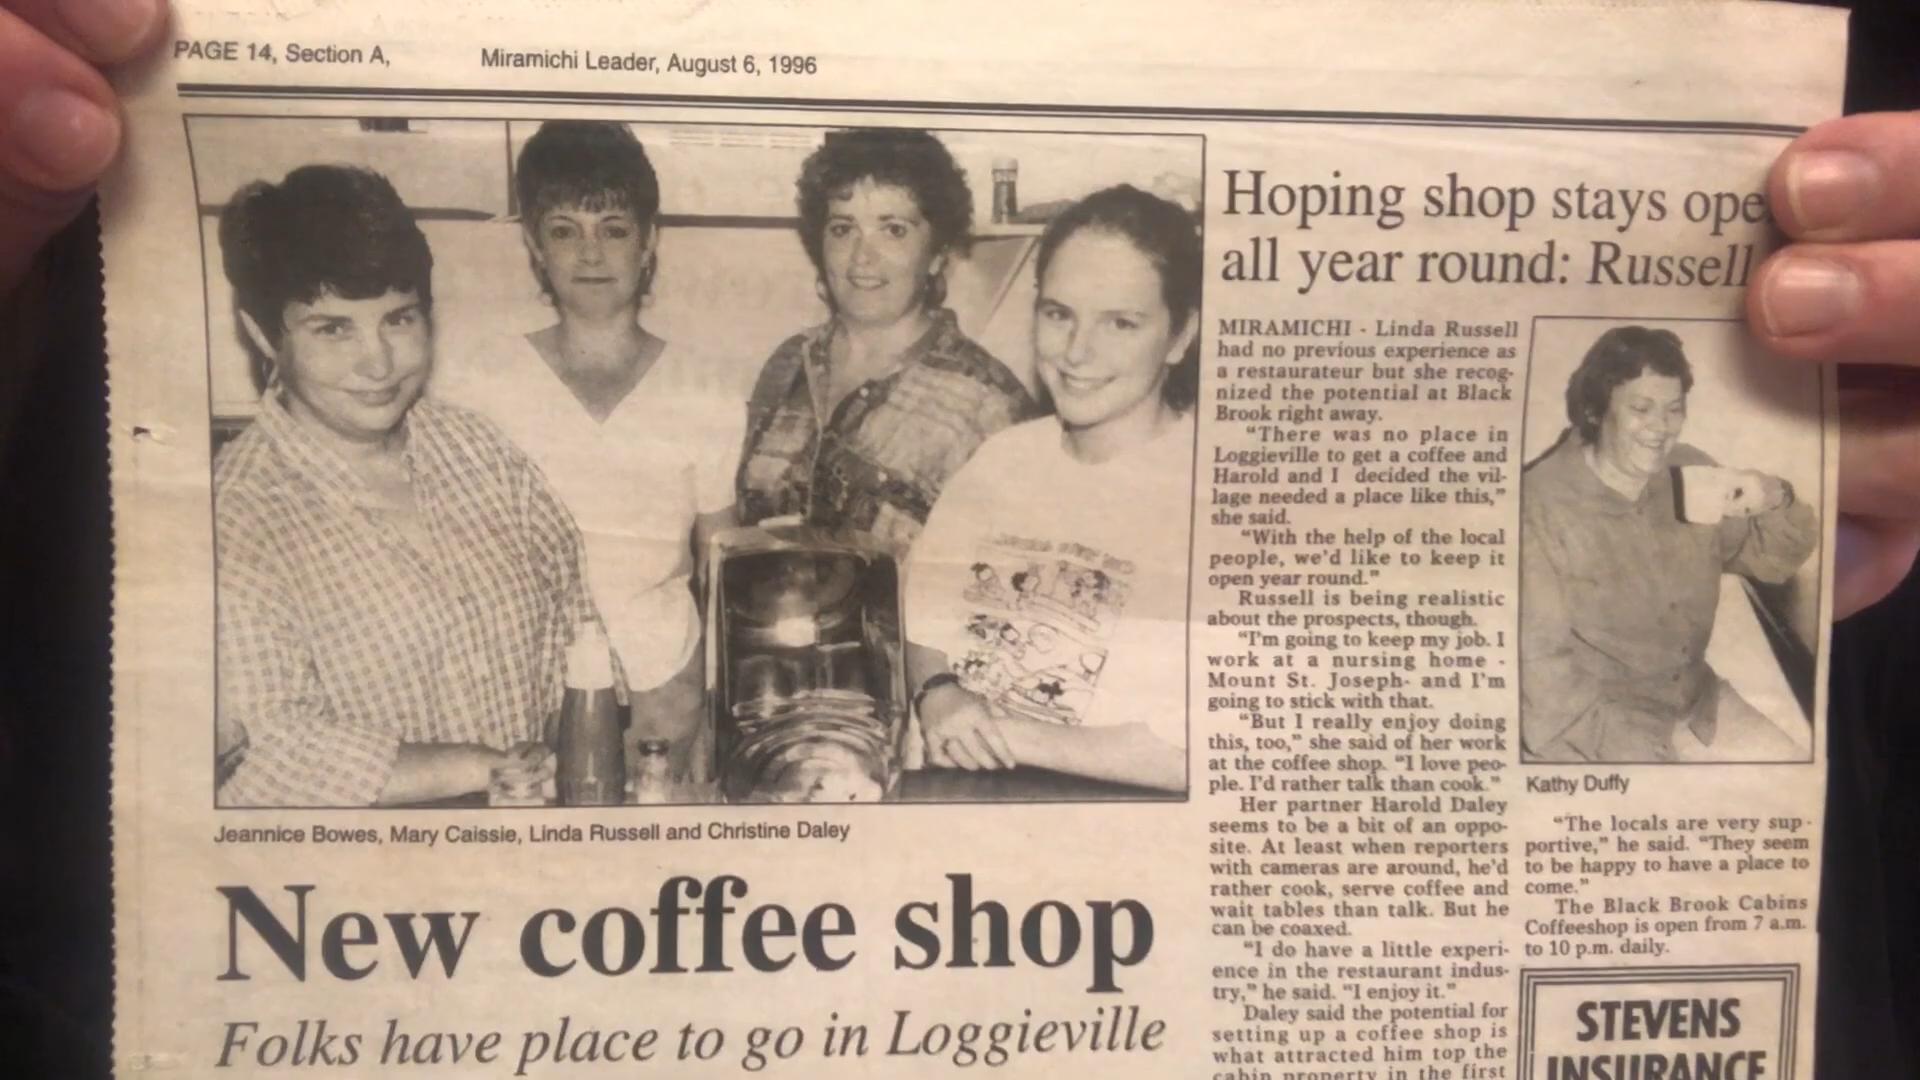 PAGE 14, Section A,
Miramichi Leader, August 6, 1996
Jeannice Bowes, Mary Caissie, Linda Russell and Christine Daley
New coffee shop
Folks have place to go in Loggieville
Hoping shop stays ope
all year round: Russell
MIRAMICHI - Linda Russell
had no previous experience as
a restaurateur but she recog-
nized the potential at Black
Brook right away.
“There was no place in
Loggieville to get a coffee and
Harold and I decided the vil-
lage needed a place like this,”
she said.
“With the help of the local
people, we’d like to keep it
open year round.”
Russell is being realistic
about the prospects, though.
“I’m going to keep my job. I
work at a nursing home -
Mount St. Joseph- and I’m
going to stick with that.
“But I really enjoy doing
this, too,” she said of her work
at the coffee shop. “I love peo-
ple. I’d rather talk than cook.”
Her partner Harold Daley
seems to be a bit of an oppo-
site. At least when reporters
with cameras are around, he’d
rather cook, serve coffee and
wait tables than talk. But he
can be coaxed.
“I do have a little experi-
ence in the restaurant indus-
try,” he said. “I enjoy it.”
Daley said the potential for
setting up a coffee shop is
what attracted him top the
cabin property in the first
Kathy Duffy
“The locals are very sup-
portive,” he said. “They seem
to be happy to have a place to
come.”
The Black Brook Cabins
Coffeeshop is open from 7 a.m.
to 10 p.m. daily.
STEVENS
INSURANCE